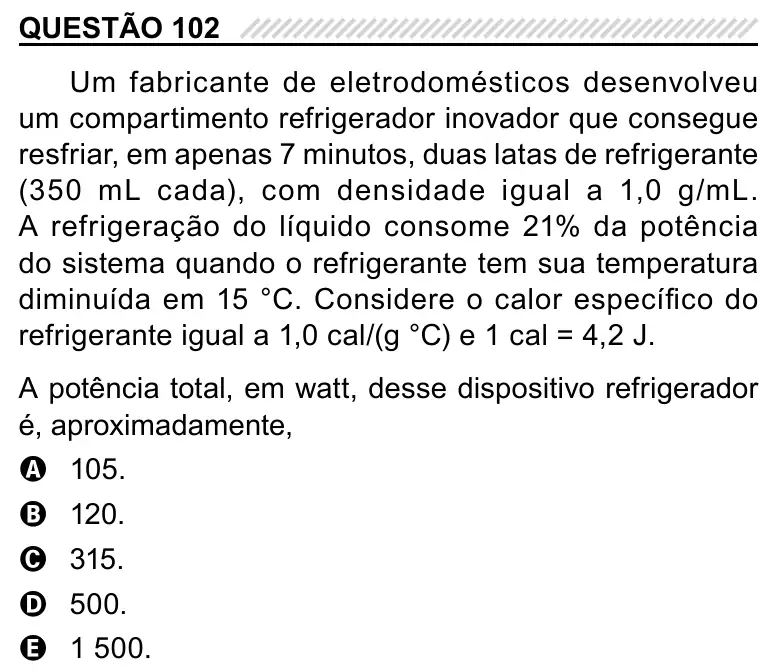 QUESTÃO 102
Um fabricante de eletrodomésticos desenvolveu
um compartimento refrigerador inovador que consegue
resfriar, em apenas 7 minutos, duas latas de refrigerante
(350 mL cada), com densidade igual a 1,0 g/mL.
A refrigeração do líquido consome 21% da potência
do sistema quando o refrigerante tem sua temperatura
diminuída em 15 °C. Considere o calor específico do
refrigerante igual a 1,0 cal/(g °C) e 1 cal = 4,2 J.
A potência total, em watt, desse dispositivo refrigerador
é, aproximadamente,
A 105.
B 120.
C 315.
D 500.
E 1 500.